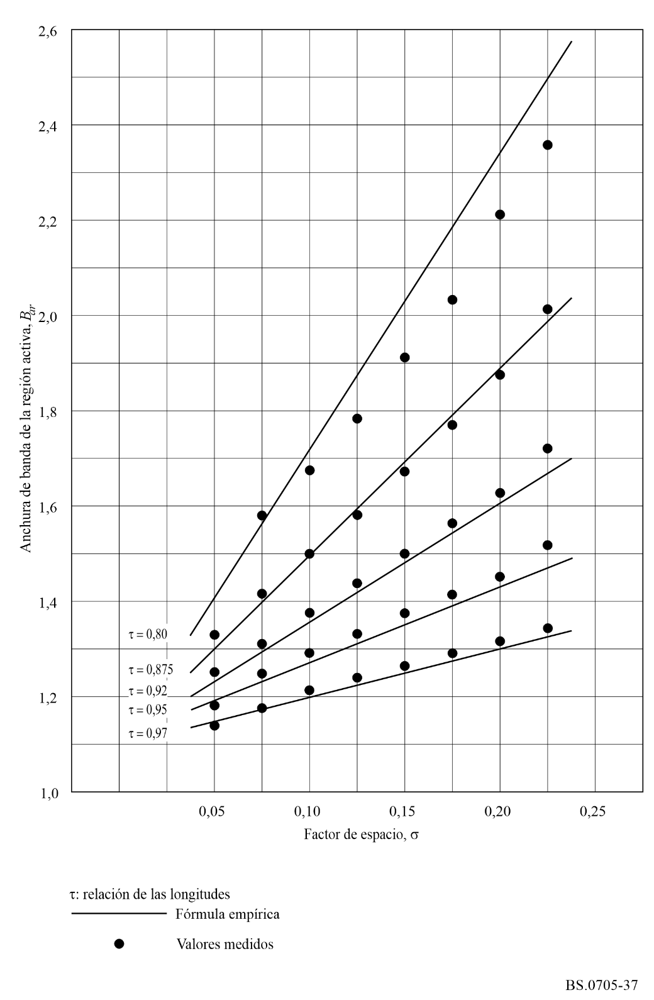 2,6
2,4
2,2
2,0
1,8
1,6
1,4
1,2
1,0
Anchura de banda de la región activa, Bar
τ = 0,80
τ = 0,875
τ = 0,92
τ = 0,95
τ = 0,97
0,05 0,10 0,15 0,20 0,25
Factor de espacio, σ
τ: relación de las longitudes
Fórmula empírica
Valores medidos
BS.0705-37